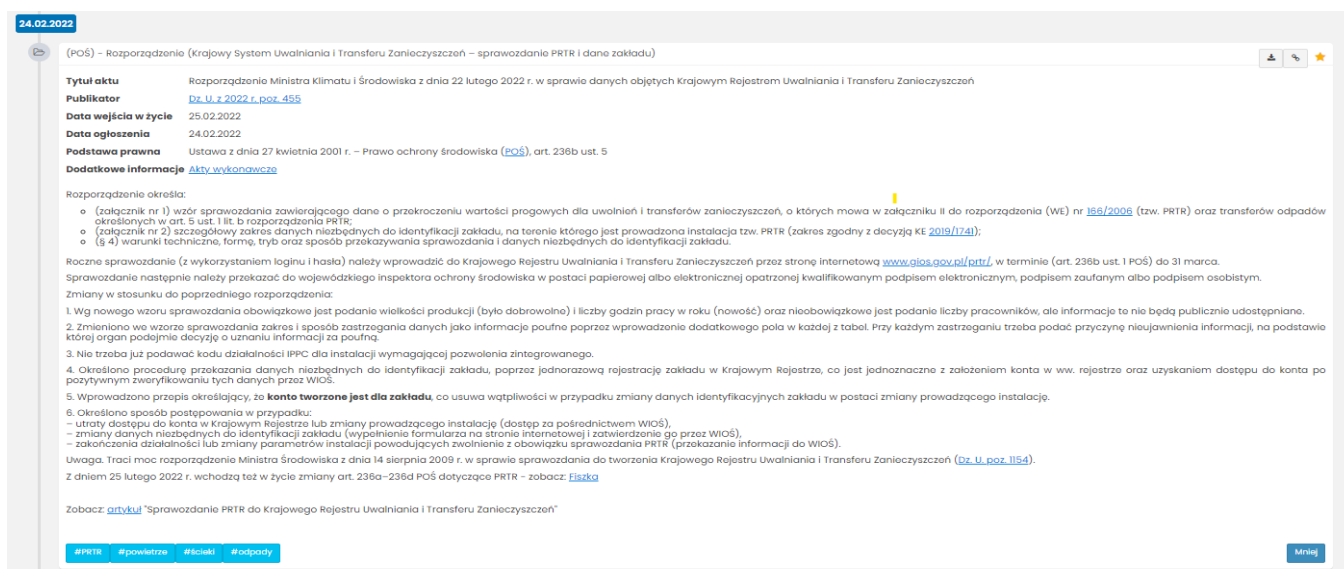 24.02.2022
(POŚ) - Rozporządzenie (Krajowy System Uwalniania i Transferu Zanieczyszczeń – sprawozdanie PRTR i dane zakładu)
Tytuł aktu Rozporządzenie Ministra Klimatu i Środowiska z dnia 22 lutego 2022 r. w sprawie danych objętych Krajowym Rejestrem Uwalniania i Transferu Zanieczyszczeń
Publikator Dz. U. z 2022 r. poz. 455
Data wejścia w życie 25.02.2022
Data ogłoszenia 24.02.2022
Podstawa prawna Ustawa z dnia 27 kwietnia 2001 r. – Prawo ochrony środowiska (POŚ), art. 236b ust. 5
Dodatkowe informacje Akty wykonawcze
Rozporządzenie określa:
(załącznik nr 1) wzór sprawozdania zawierającego dane o przekroczeniu wartości progowych dla uwolnień i transferów zanieczyszczeń, o których mowa w załączniku II do rozporządzenia (WE) nr 166/2006 (tzw. PRTR) oraz transferów odpadów
określonych w art. 5 ust. 1 lit. b rozporządzenia PRTR;
(załącznik nr 2) szczegółowy zakres danych niezbędnych do identyfikacji zakładu, na terenie którego jest prowadzona instalacja tzw. PRTR (zakres zgodny z decyzją KE 2019/1741);
(§ 4) warunki techniczne, formę, tryb oraz sposób przekazywania sprawozdania i danych niezbędnych do identyfikacji zakładu.
Roczne sprawozdanie (z wykorzystaniem loginu i hasła) należy wprowadzić do Krajowego Rejestru Uwalniania i Transferu Zanieczyszczeń przez stronę internetową www.gios.gov.pl/prtr/, w terminie (art. 236b ust. 1 POŚ) do 31 marca.
Sprawozdanie następnie należy przekazać do wojewódzkiego inspektora ochrony środowiska w postaci papierowej albo elektronicznej opatrzonej kwalifikowanym podpisem elektronicznym, podpisem zaufanym albo podpisem osobistym.
Zmiany w stosunku do poprzedniego rozporządzenia:
1. Wg nowego wzoru sprawozdania obowiązkowe jest podanie wielkości produkcji (było dobrowolne) i liczby godzin pracy w roku (nowość) oraz nieobowiązkowe jest podanie liczby pracowników, ale informacje te nie będą publicznie udostępniane.
2. Zmieniono we wzorze sprawozdania zakres i sposób zastrzegania danych jako informacje poufne poprzez wprowadzenie dodatkowego pola w każdej z tabel. Przy każdym zastrzeganiu trzeba podać przyczynę nieujawnienia informacji, na podstawie
której organ podejmie decyzję o uznaniu informacji za poufną.
3. Nie trzeba już podawać kodu działalności IPPC dla instalacji wymagającej pozwolenia zintegrowanego.
4. Określono procedurę przekazania danych niezbędnych do identyfikacji zakładu, poprzez jednorazową rejestrację zakładu w Krajowym Rejestrze, co jest jednoznaczne z założeniem konta w ww. rejestrze oraz uzyskaniem dostępu do konta po
pozytywnym zweryfikowaniu tych danych przez WIOŚ.
5. Wprowadzono przepis określający, że konto tworzone jest dla zakładu, co usuwa wątpliwości w przypadku zmiany danych identyfikacyjnych zakładu w postaci zmiany prowadzącego instalację.
6. Określono sposób postępowania w przypadku:
– utraty dostępu do konta w Krajowym Rejestrze lub zmiany prowadzącego instalację (dostęp za pośrednictwem WIOŚ),
– zmiany danych niezbędnych do identyfikacji zakładu (wypełnienie formularza na stronie internetowej i zatwierdzenie go przez WIOŚ),
– zakończenia działalności lub zmiany parametrów instalacji powodujących zwolnienie z obowiązku sprawozdania PRTR (przekazanie informacji do WIOŚ).
Uwaga. Traci moc rozporządzenie Ministra Środowiska z dnia 14 sierpnia 2009 r. w sprawie sprawozdania do tworzenia Krajowego Rejestru Uwalniania i Transferu Zanieczyszczeń (Dz. U. poz. 1154).
Z dniem 25 lutego 2022 r. wchodzą też w życie zmiany art. 236a–236d POŚ dotyczące PRTR - zobacz: Fiszka
Zobacz: artykuł "Sprawozdanie PRTR do Krajowego Rejestru Uwalniania i Transferu Zanieczyszczeń"
#PRTR #powietrze #ścieki #odpady Mniej